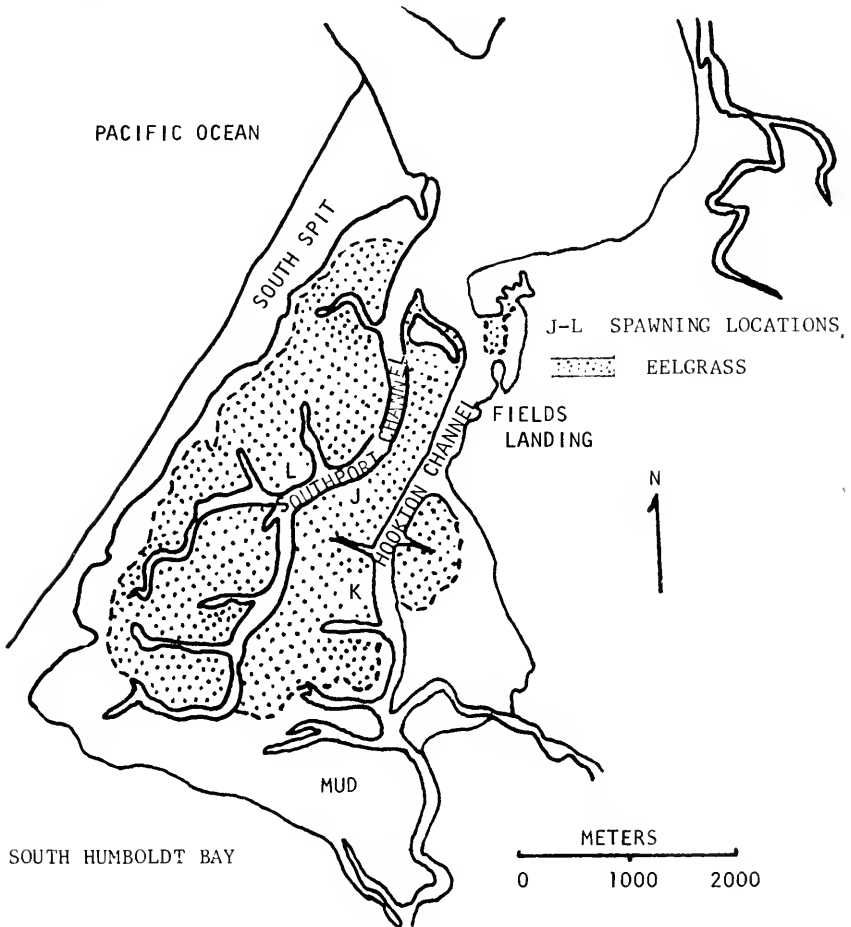 PACIFIC OCEAN
SOUTH SPIT
J-L SPAWNING LOCATIONS
EELGRASS
SOUTHPORT CHANNEL
HOOKTON CHANNEL
FIELDS
LANDING
N
L
J
K
MUD
SOUTH HUMBOLDT BAY
METERS
0 1000 2000